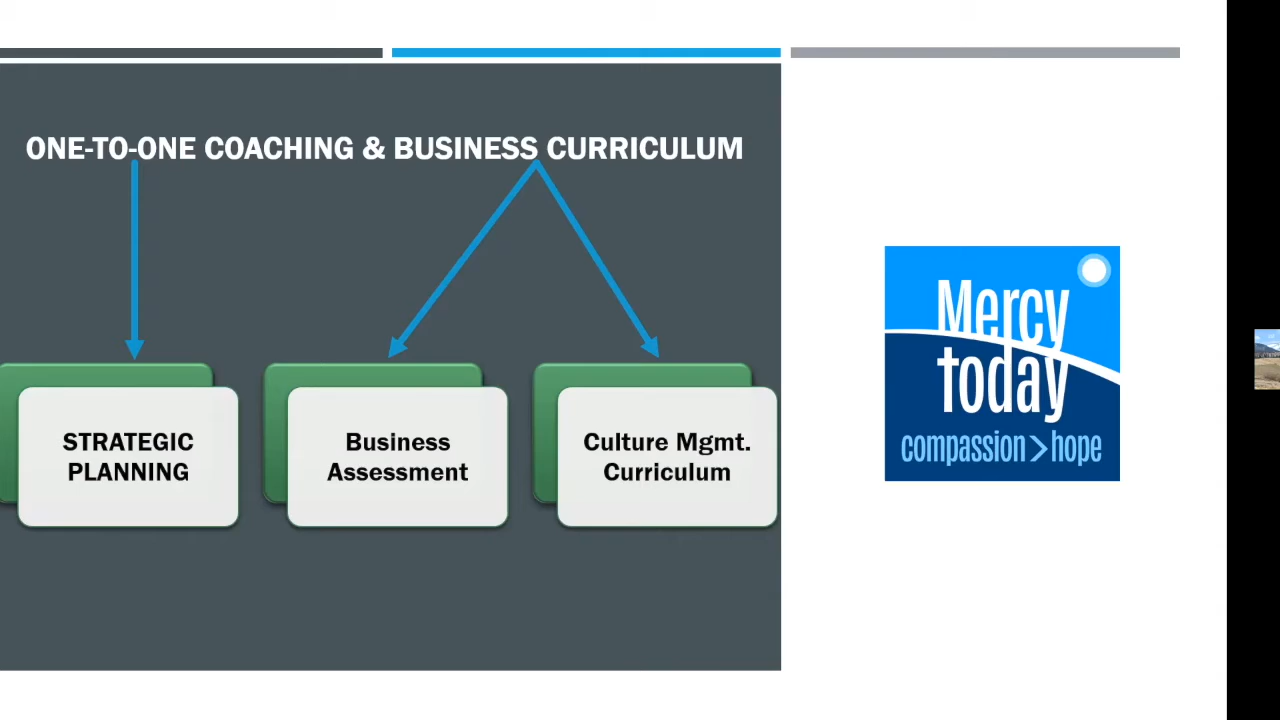 ONE-TO-ONE COACHING & BUSINESS CURRICULUM
STRATEGIC
PLANNING
Business
Assessment
Culture Mgmt.
Curriculum
Mercy
today
compassion>hope